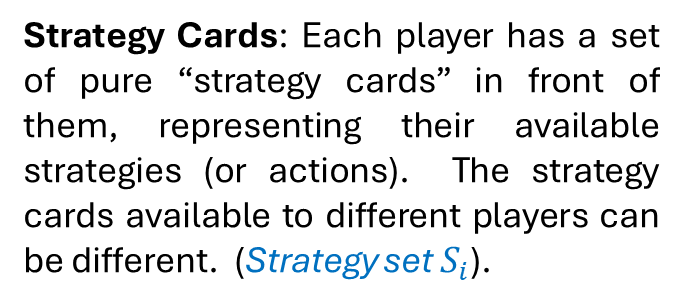 Strategy Cards: Each player has a set
of pure “strategy cards” in front of
them, representing their available
strategies (or actions). The strategy
cards available to different players can
be different. (Strategy set Sᵢ).